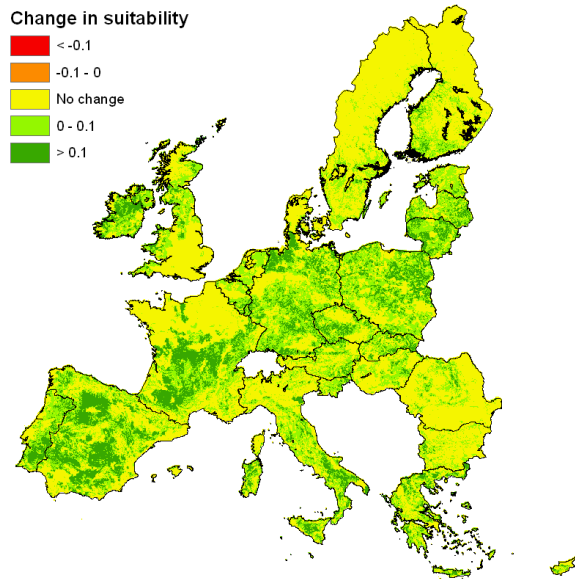 Change in suitability
< -0.1
-0.1 - 0
No change
0 - 0.1
> 0.1